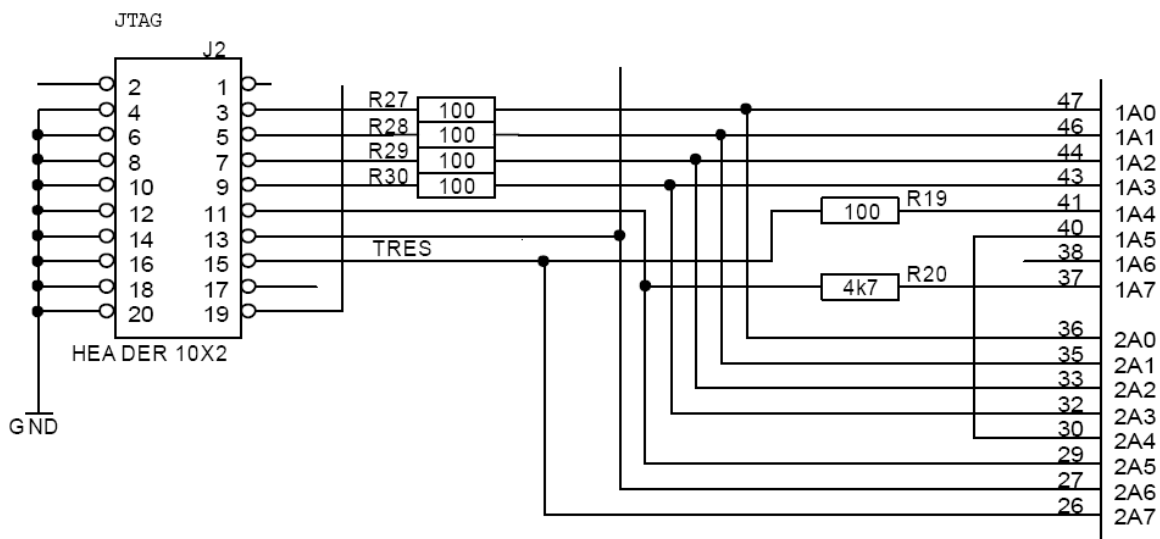 JTAG
J2
2 1
4 3 R27 100 47 1A0
6 5 R28 100 46 1A1
8 7 R29 100 44 1A2
10 9 R30 100 43 1A3
12 11 100 R19 41 1A4
14 13 40 1A5
16 15 TRES 38 1A6
18 17 4k7 R20 37 1A7
20 19
HEADER 10X2
36 2A0
35 2A1
33 2A2
32 2A3
30 2A4
GND
29 2A5
27 2A6
26 2A7